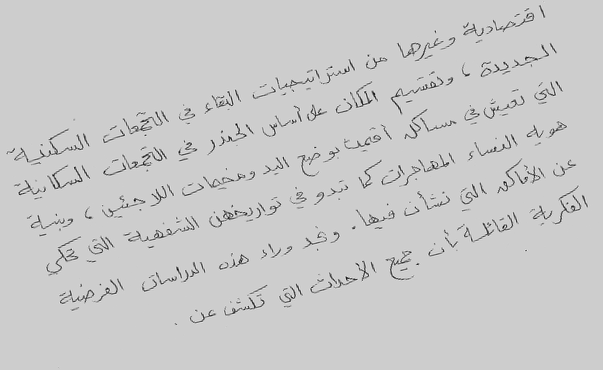 اقتصادية وغيرها من استراتيجيات البقاء في التجمعات السكنية
الجديدة ، وتقسيم المكان على أساس الجندر في التجمعات السكانية
التي تعيش في مساكن أقيمت بوضع اليد ومخيمات اللاجئين ، وبنية
هوية النساء المهاجرات كما تبدو في تواريخهن الشفهية التي تحكي
عن الأماكن التي نشأن فيها . ونجد وراء هذه الدراسات الفرضية
الفكرية القائلة بأن جميع الأحداث التي تكشف عن .